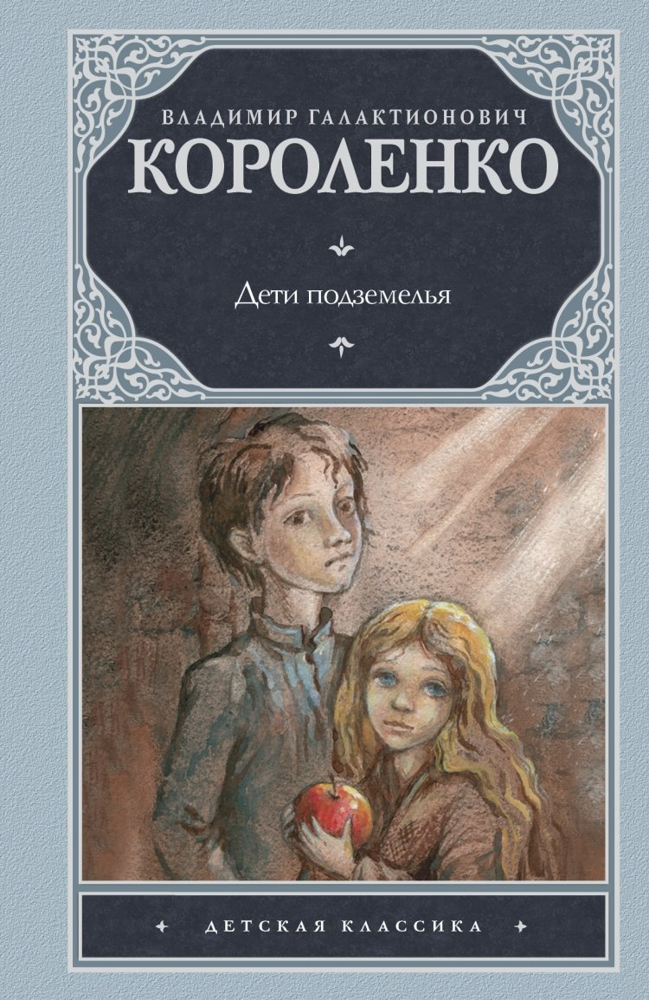 ВЛАДИМИР ГАЛАКТИОНОВИЧ
КОРОЛЕНКО
Дети подземелья
ДЕТСКАЯ КЛАССИКА